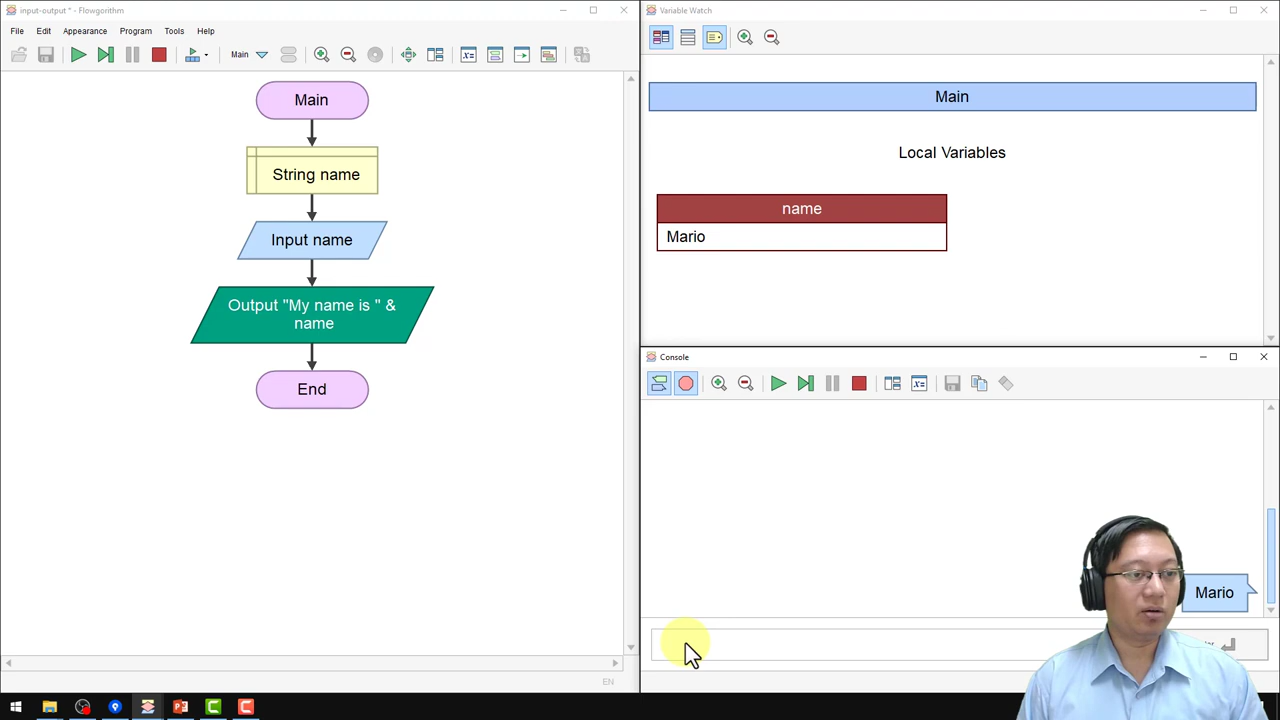 input-output * - Flowgorithm
File Edit Appearance Program Tools Help
Main
Main
String name
Input name
Output "My name is " &
name
End
EN
Variable Watch
Main
Local Variables
name
Mario
Console
Mario